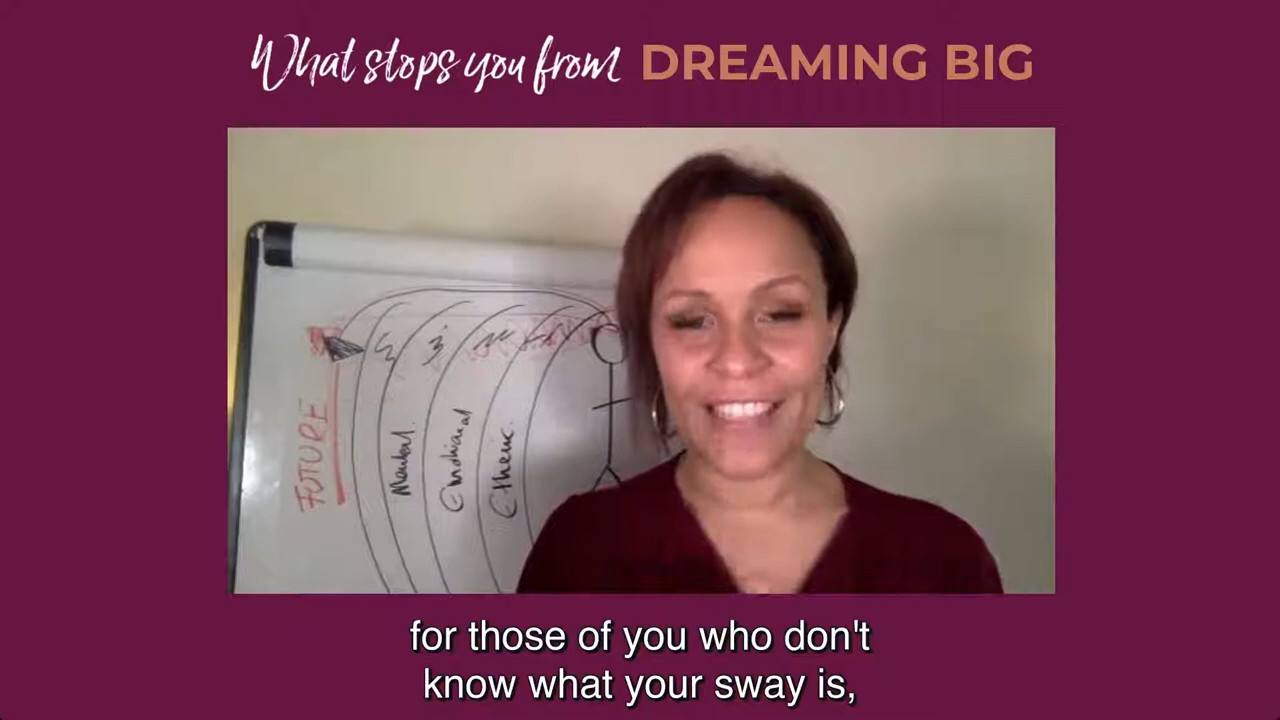 What stops you from DREAMING BIG
FUTURE
Mental
Emotional
Etheric
for those of you who don't
know what your sway is,